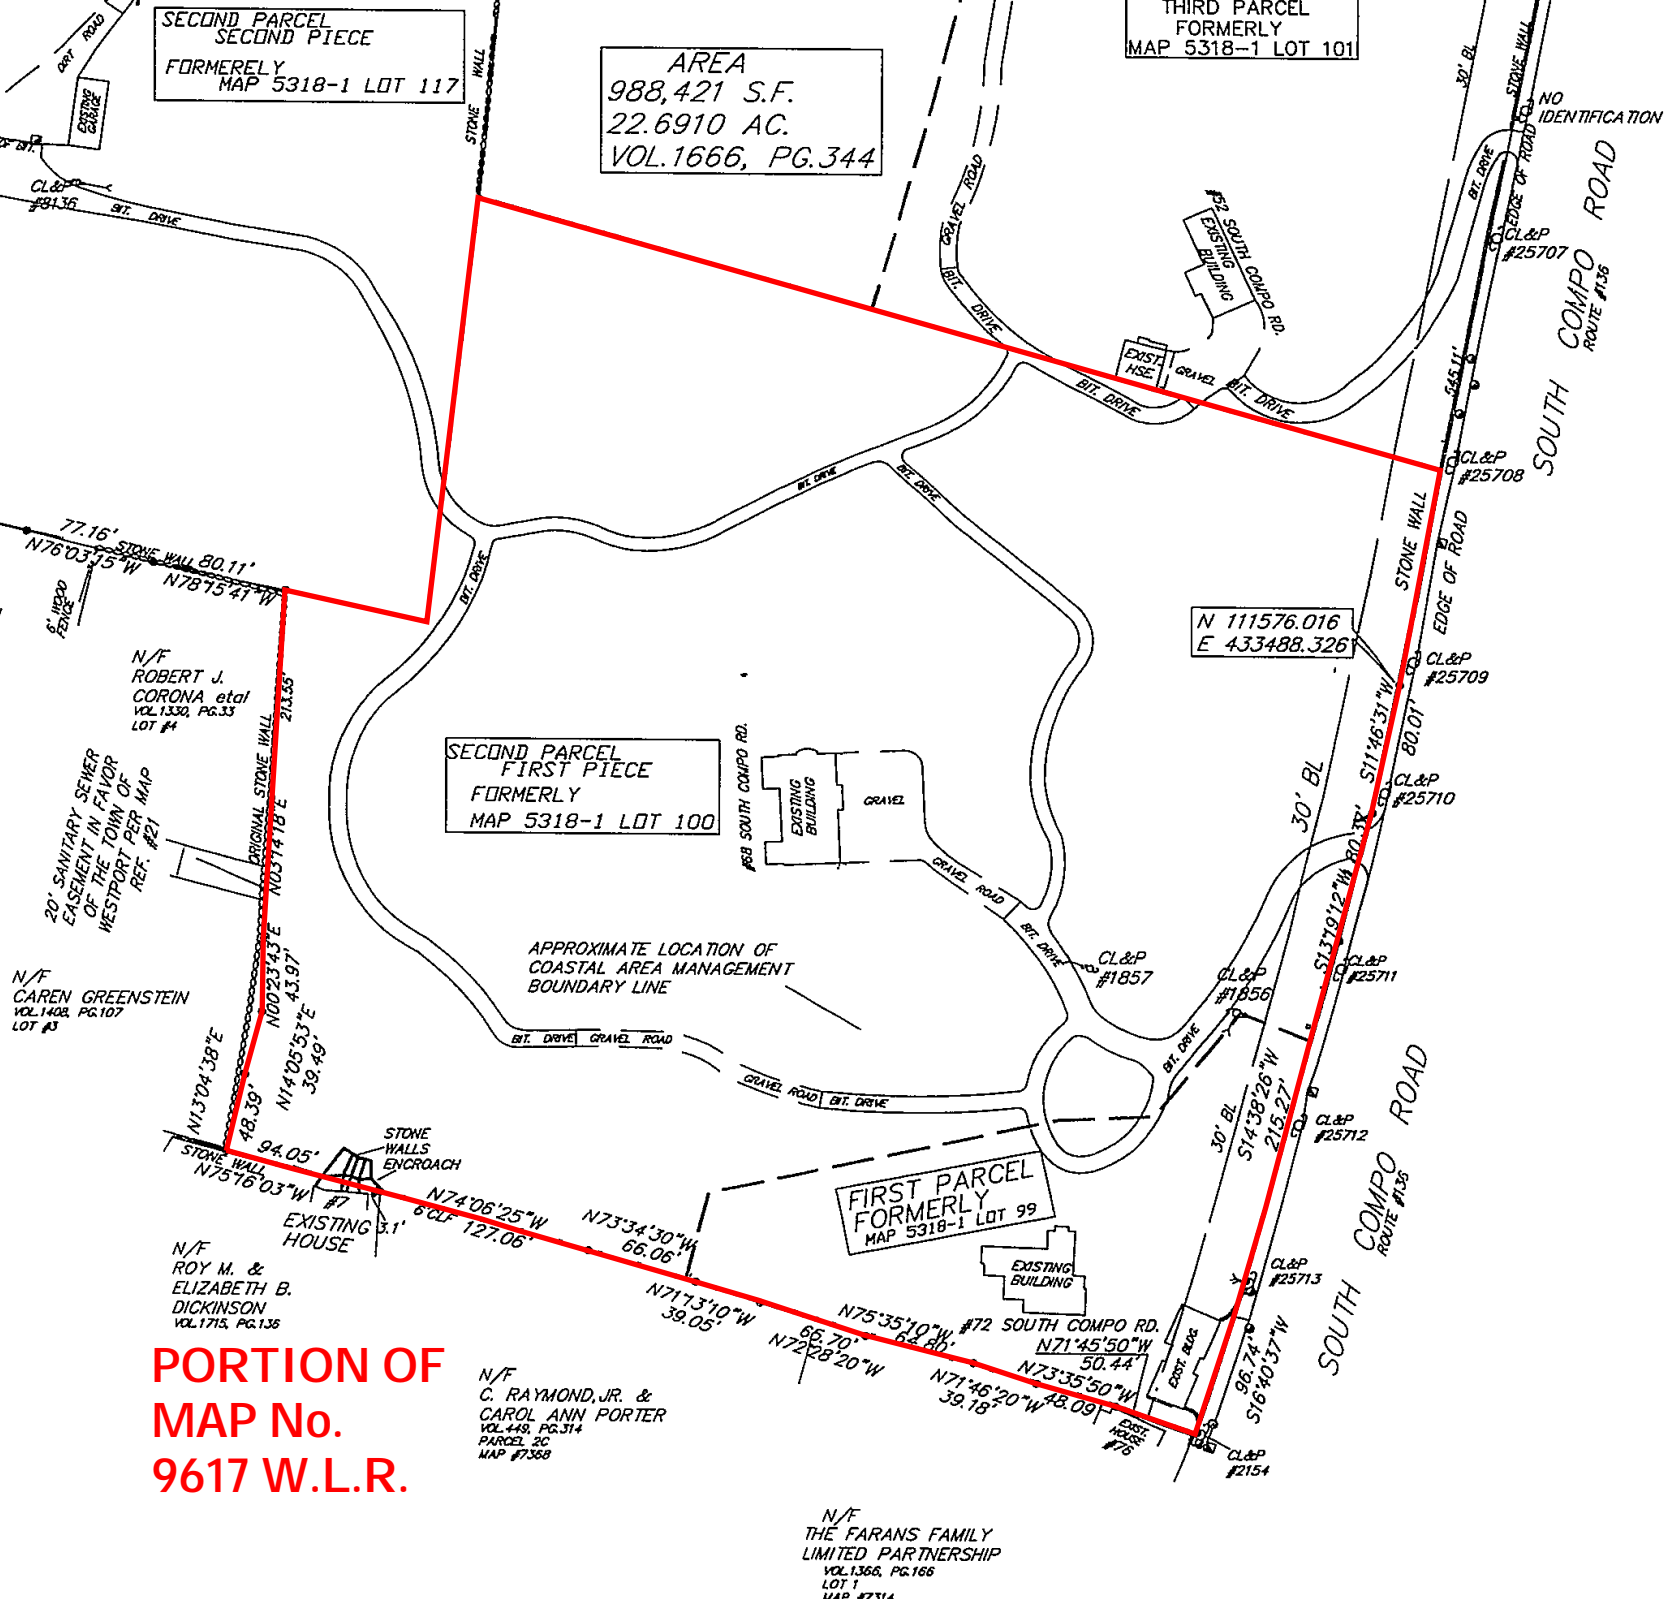 DIRT ROAD
SECOND PARCEL
SECOND PIECE
FORMERELY
MAP 5318-1 LOT 117
STONE WALL
AREA
988,421 S.F.
22.6910 AC.
VOL.1666, PG.344
THIRD PARCEL
FORMERLY
MAP 5318-1 LOT 101
30' BL
STONE WALL
NO
IDENTIFICATION
EXISTING
GARAGE
CL&P
#8136
BIT. DRIVE
GRAVEL ROAD
BIT. DRIVE
#52 SOUTH COMPO RD.
EXISTING
BUILDING
EXIST.
HSE.
GRAVEL
BIT. DRIVE
BIT. DRIVE
BIT. DRIVE
EDGE OF ROAD
CL&P
#25707
SOUTH COMPO ROAD
ROUTE #136
545.11'
CL&P
#25708
77.16'
N76°03'15"W
STONE WALL
80.11'
N78°15'41"W
6' WOOD
FENCE
BIT. DRIVE
BIT. DRIVE
BIT. DRIVE
STONE WALL
EDGE OF ROAD
N 111576.016
E 433488.326
CL&P
#25709
N/F
ROBERT J.
CORONA etal
VOL.1330, PG.33
LOT #4
213.55'
ORIGINAL STONE WALL
N03°14'18"E
20' SANITARY SEWER
EASEMENT IN FAVOR
OF THE TOWN OF
WESTPORT PER MAP
REF. #21
SECOND PARCEL
FIRST PIECE
FORMERLY
MAP 5318-1 LOT 100
#68 SOUTH COMPO RD.
EXISTING
BUILDING
GRAVEL
GRAVEL ROAD
BIT. DRIVE
30' BL
S11°46'31"W
80.01'
CL&P
#25710
80.32'
S13°19'12"W
CL&P
#25711
APPROXIMATE LOCATION OF
COASTAL AREA MANAGEMENT
BOUNDARY LINE
CL&P
#1857
CL&P
#1856
N/F
CAREN GREENSTEIN
VOL.1408, PG.107
LOT #3
N00°23'43"E
43.97'
N14°05'53"E
39.49'
N13°04'38"E
48.39'
BIT. DRIVE
GRAVEL ROAD
GRAVEL ROAD
BIT. DRIVE
BIT. DRIVE
30' BL
S14°38'26"W
215.27'
CL&P
#25712
SOUTH COMPO ROAD
ROUTE #136
STONE WALL
94.05'
N75°16'03"W
STONE
WALLS
ENCROACH
#7
EXISTING
HOUSE
3.1'
N74°06'25"W
6'CLF 127.06'
N73°34'30"W
66.06'
FIRST PARCEL
FORMERLY
MAP 5318-1 LOT 99
EXISTING
BUILDING
#72 SOUTH COMPO RD.
CL&P
#25713
N/F
ROY M. &
ELIZABETH B.
DICKINSON
VOL.1715, PG.136
N71°13'10"W
39.05'
66.70'
N72°28'20"W
N75°35'10"W
64.80'
N71°45'50"W
50.44'
N71°46'20"W
39.18'
N73°35'50"W
48.09'
EXIST. BLDG.
96.74'
S16°40'37"W
EXIST.
HOUSE
#76
CL&P
#2154
PORTION OF
MAP No.
9617 W.L.R.
N/F
C. RAYMOND,JR. &
CAROL ANN PORTER
VOL.449, PG.314
PARCEL 2C
MAP #7368
N/F
THE FARANS FAMILY
LIMITED PARTNERSHIP
VOL.1366, PG.166
LOT 1
MAP #7314